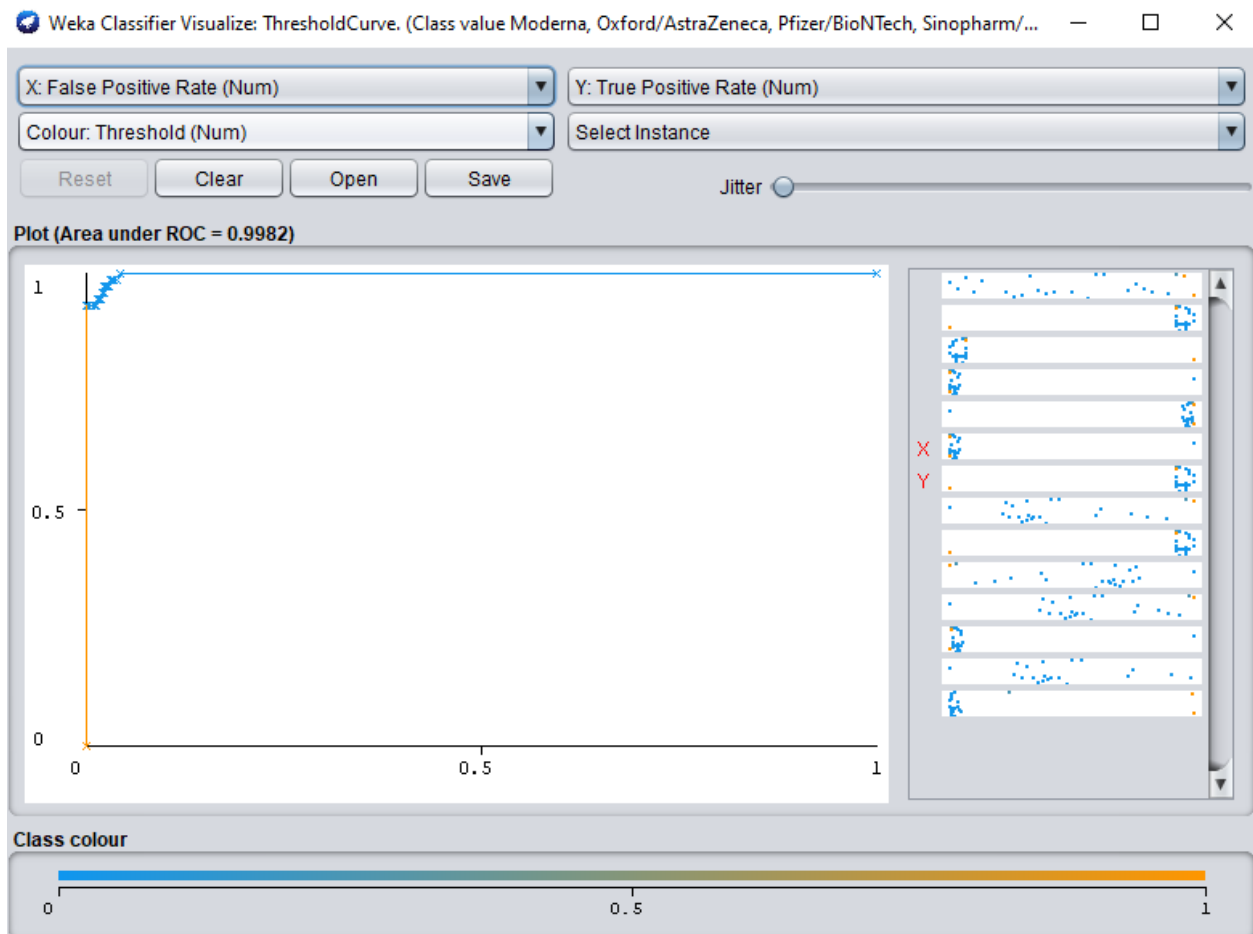 Weka Classifier Visualize: ThresholdCurve. (Class value Moderna, Oxford/AstraZeneca, Pfizer/BioNTech, Sinopharm/...
X: False Positive Rate (Num)
Y: True Positive Rate (Num)
Colour: Threshold (Num)
Select Instance
Reset
Clear
Open
Save
Jitter
Plot (Area under ROC = 0.9982)
1
0.5
0
0
0.5
1
X
Y
Class colour
0
0.5
1